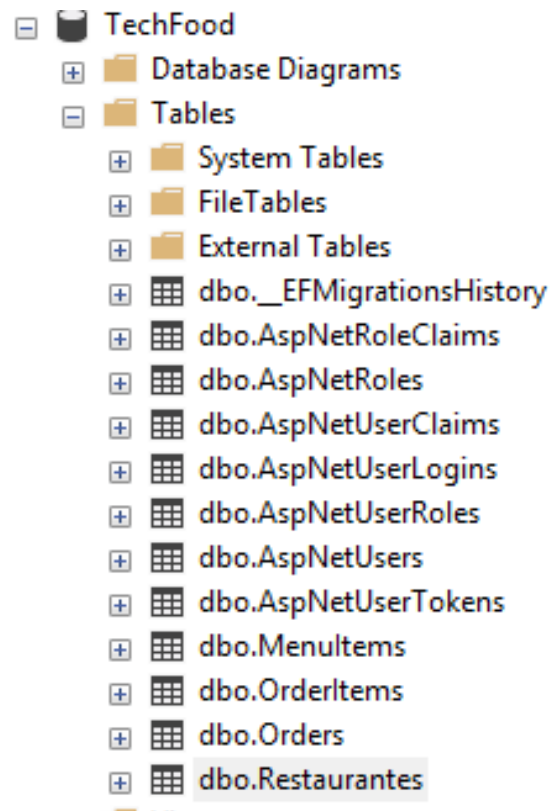 TechFood
Database Diagrams
Tables
System Tables
FileTables
External Tables
dbo.__EFMigrationsHistory
dbo.AspNetRoleClaims
dbo.AspNetRoles
dbo.AspNetUserClaims
dbo.AspNetUserLogins
dbo.AspNetUserRoles
dbo.AspNetUsers
dbo.AspNetUserTokens
dbo.MenuItems
dbo.OrderItems
dbo.Orders
dbo.Restaurantes